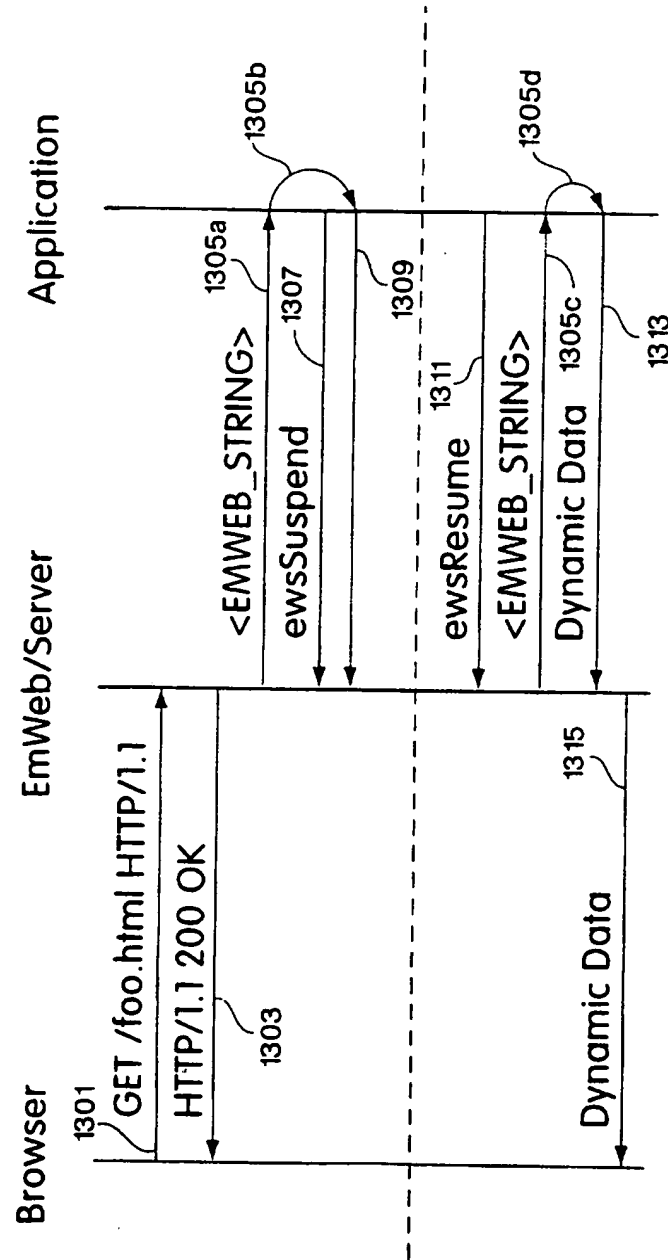 Browser
EmWeb/Server
Application
1301
GET /foo.html HTTP/1.1
HTTP/1.1 200 OK
1303
<EMWEB_STRING>
1305a
1305b
ewsSuspend
1307
1309
ewsResume
1311
<EMWEB_STRING>
1305c
1305d
Dynamic Data
1313
Dynamic Data
1315